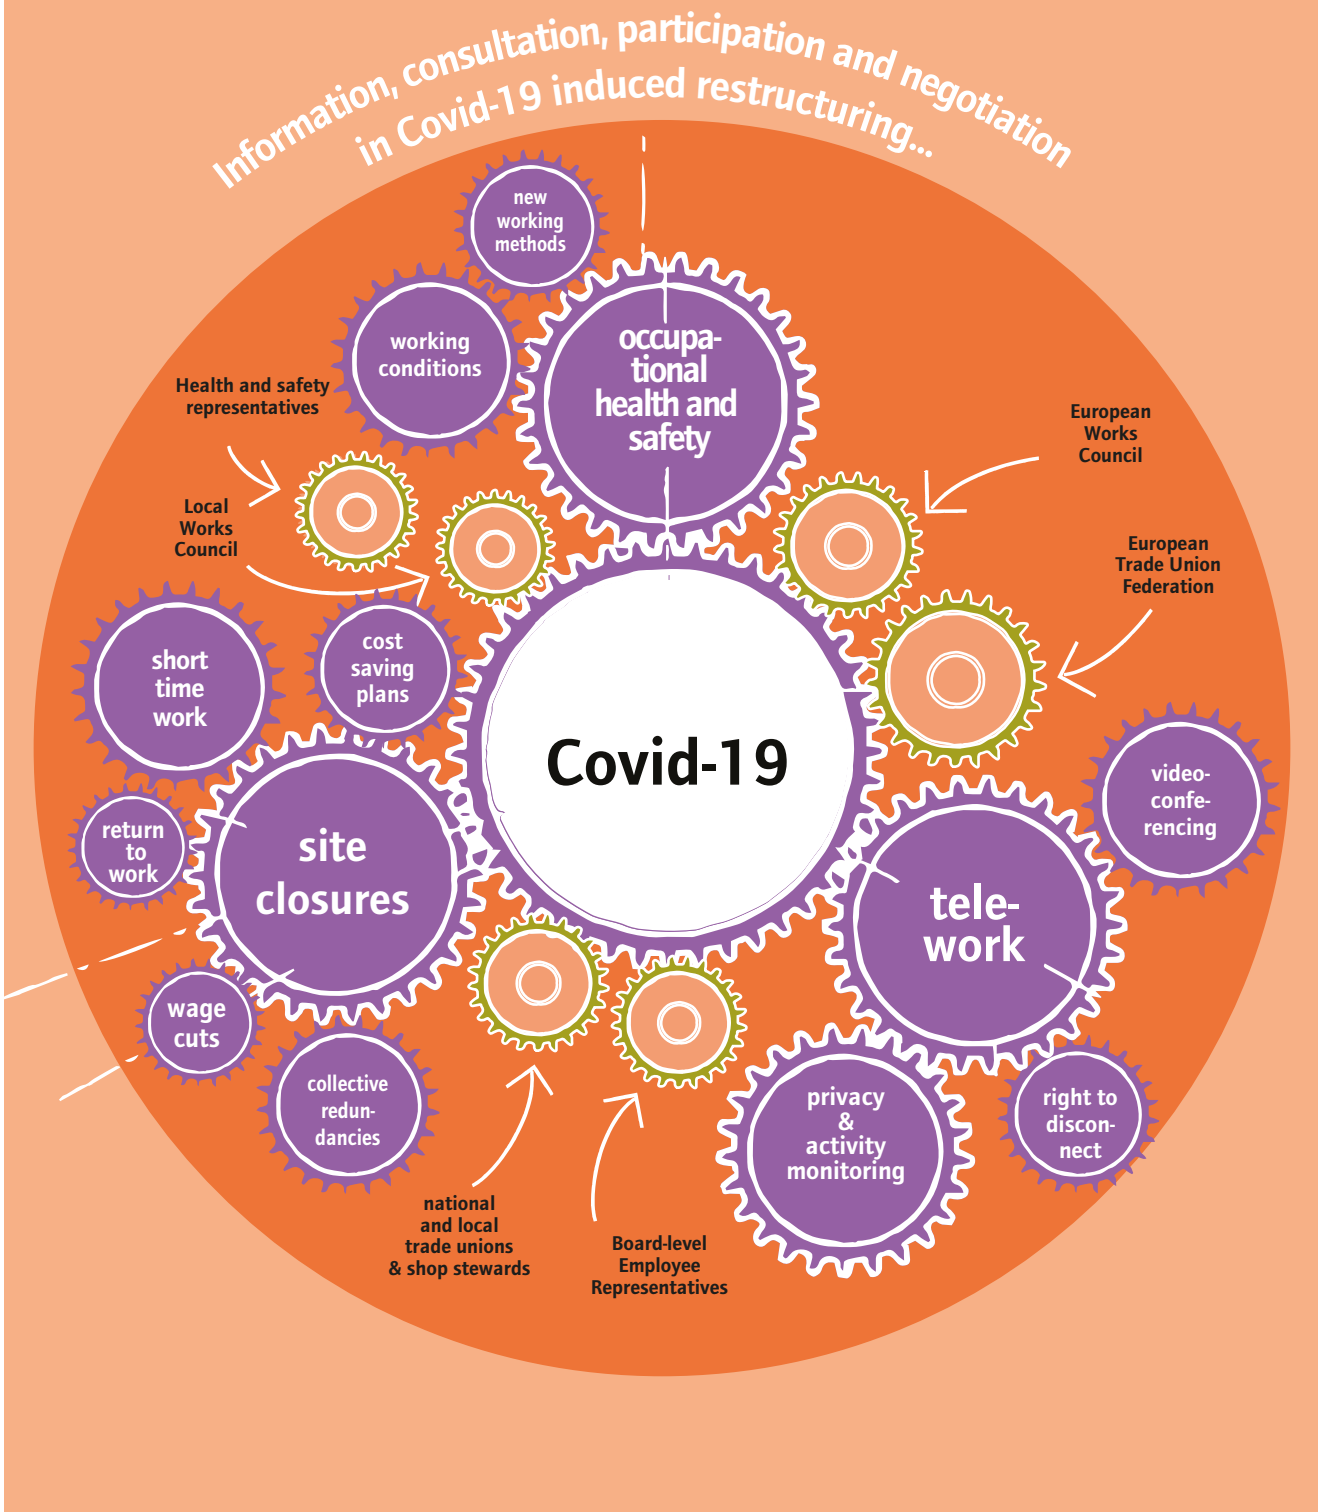 Information, consultation, participation and negotiation
in Covid-19 induced restructuring...
new
working
methods
working
conditions
occupa-
tional
health and
safety
Health and safety
representatives
Local
Works
Council
European
Works
Council
European
Trade Union
Federation
short
time
work
cost
saving
plans
Covid-19
video-
confe-
rencing
return
to
work
site
closures
tele-
work
wage
cuts
collective
redun-
dancies
privacy
&
activity
monitoring
right to
discon-
nect
national
and local
trade unions
& shop stewards
Board-level
Employee
Representatives